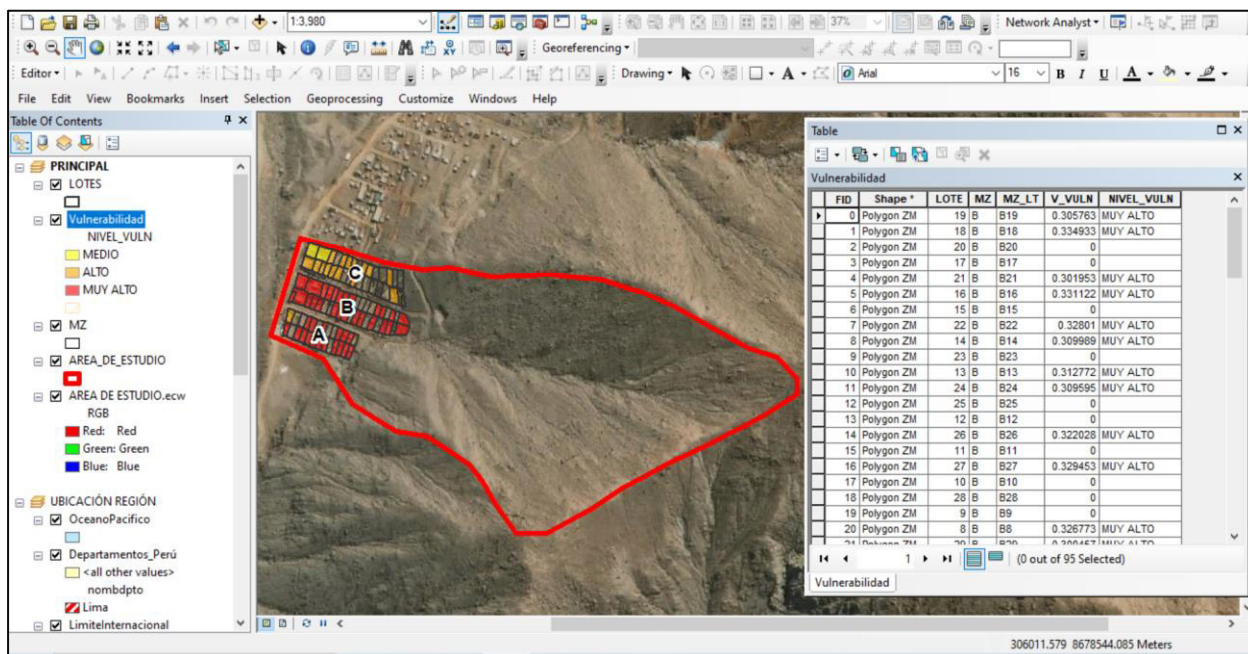 1:3,980 37% Network Analyst
Georeferencing
Editor Drawing A Arial 16 B I U A
File Edit View Bookmarks Insert Selection Geoprocessing Customize Windows Help
Table Of Contents
PRINCIPAL
LOTES
Vulnerabilidad
NIVEL_VULN
MEDIO
ALTO
MUY ALTO
MZ
AREA_DE_ESTUDIO
AREA DE ESTUDIO.ecw
RGB
Red: Red
Green: Green
Blue: Blue
UBICACIÓN REGIÓN
OceanoPacifico
Departamentos_Perú
<all other values>
nombdpto
Lima
LimiteInternacional
C
B
A
Table
Vulnerabilidad
FID Shape * LOTE MZ MZ_LT V_VULN NIVEL_VULN
0 Polygon ZM 19 B B19 0.305763 MUY ALTO
1 Polygon ZM 18 B B18 0.334933 MUY ALTO
2 Polygon ZM 20 B B20 0
3 Polygon ZM 17 B B17 0
4 Polygon ZM 21 B B21 0.301953 MUY ALTO
5 Polygon ZM 16 B B16 0.331122 MUY ALTO
6 Polygon ZM 15 B B15 0
7 Polygon ZM 22 B B22 0.32801 MUY ALTO
8 Polygon ZM 14 B B14 0.309989 MUY ALTO
9 Polygon ZM 23 B B23 0
10 Polygon ZM 13 B B13 0.312772 MUY ALTO
11 Polygon ZM 24 B B24 0.309595 MUY ALTO
12 Polygon ZM 25 B B25 0
13 Polygon ZM 12 B B12 0
14 Polygon ZM 26 B B26 0.322028 MUY ALTO
15 Polygon ZM 11 B B11 0
16 Polygon ZM 27 B B27 0.329453 MUY ALTO
17 Polygon ZM 10 B B10 0
18 Polygon ZM 28 B B28 0
19 Polygon ZM 9 B B9 0
20 Polygon ZM 8 B B8 0.326773 MUY ALTO
1 (0 out of 95 Selected)
Vulnerabilidad
306011.579 8678544.085 Meters